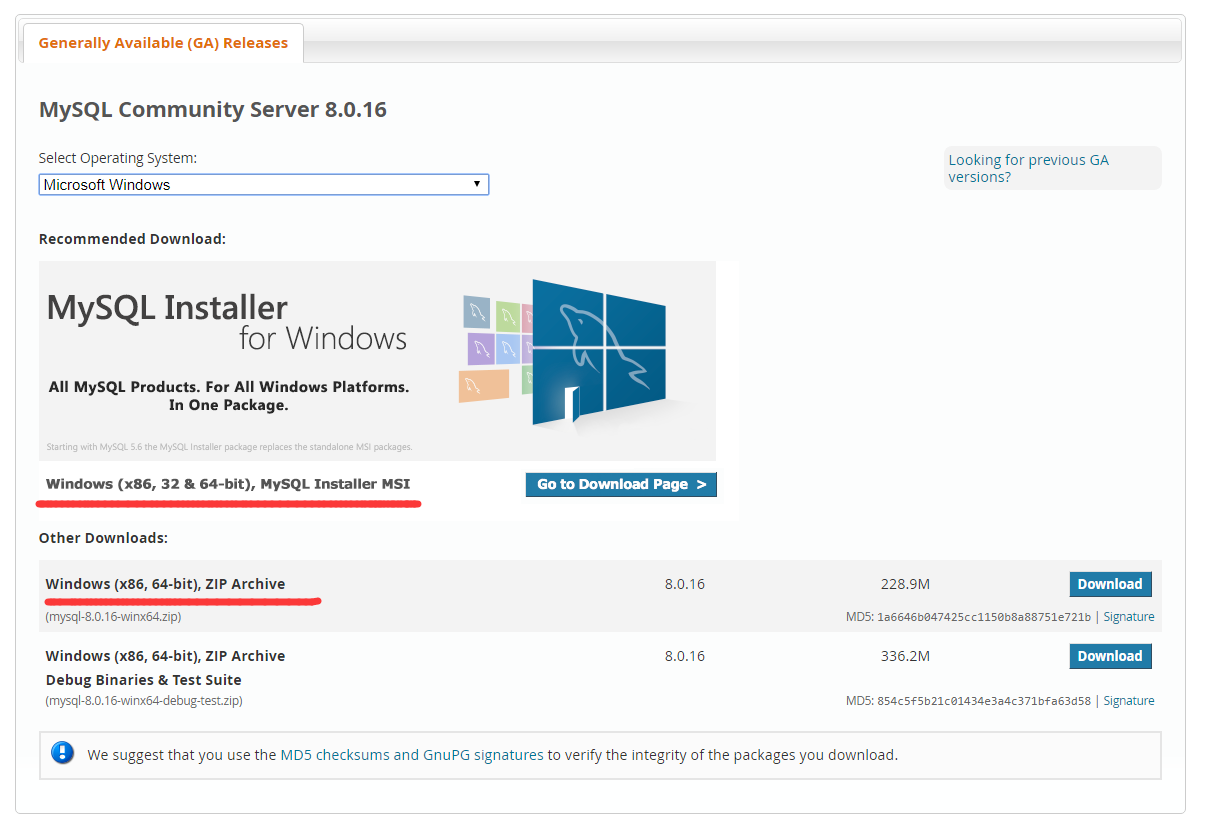 Generally Available (GA) Releases
MySQL Community Server 8.0.16
Select Operating System:
Looking for previous GA
versions?
Microsoft Windows
Recommended Download:
MySQL Installer
for Windows
All MySQL Products. For All Windows Platforms.
In One Package.
Starting with MySQL 5.6 the MySQL Installer package replaces the standalone MSI packages.
Windows (x86, 32 & 64-bit), MySQL Installer MSI
Go to Download Page >
Other Downloads:
Windows (x86, 64-bit), ZIP Archive 8.0.16 228.9M Download
(mysql-8.0.16-winx64.zip) MD5: 1a6646b047425cc1150b8a88751e721b | Signature
Windows (x86, 64-bit), ZIP Archive 8.0.16 336.2M Download
Debug Binaries & Test Suite
(mysql-8.0.16-winx64-debug-test.zip) MD5: 854c5f5b21c01434e3a4c371bfa63d58 | Signature
We suggest that you use the MD5 checksums and GnuPG signatures to verify the integrity of the packages you download.